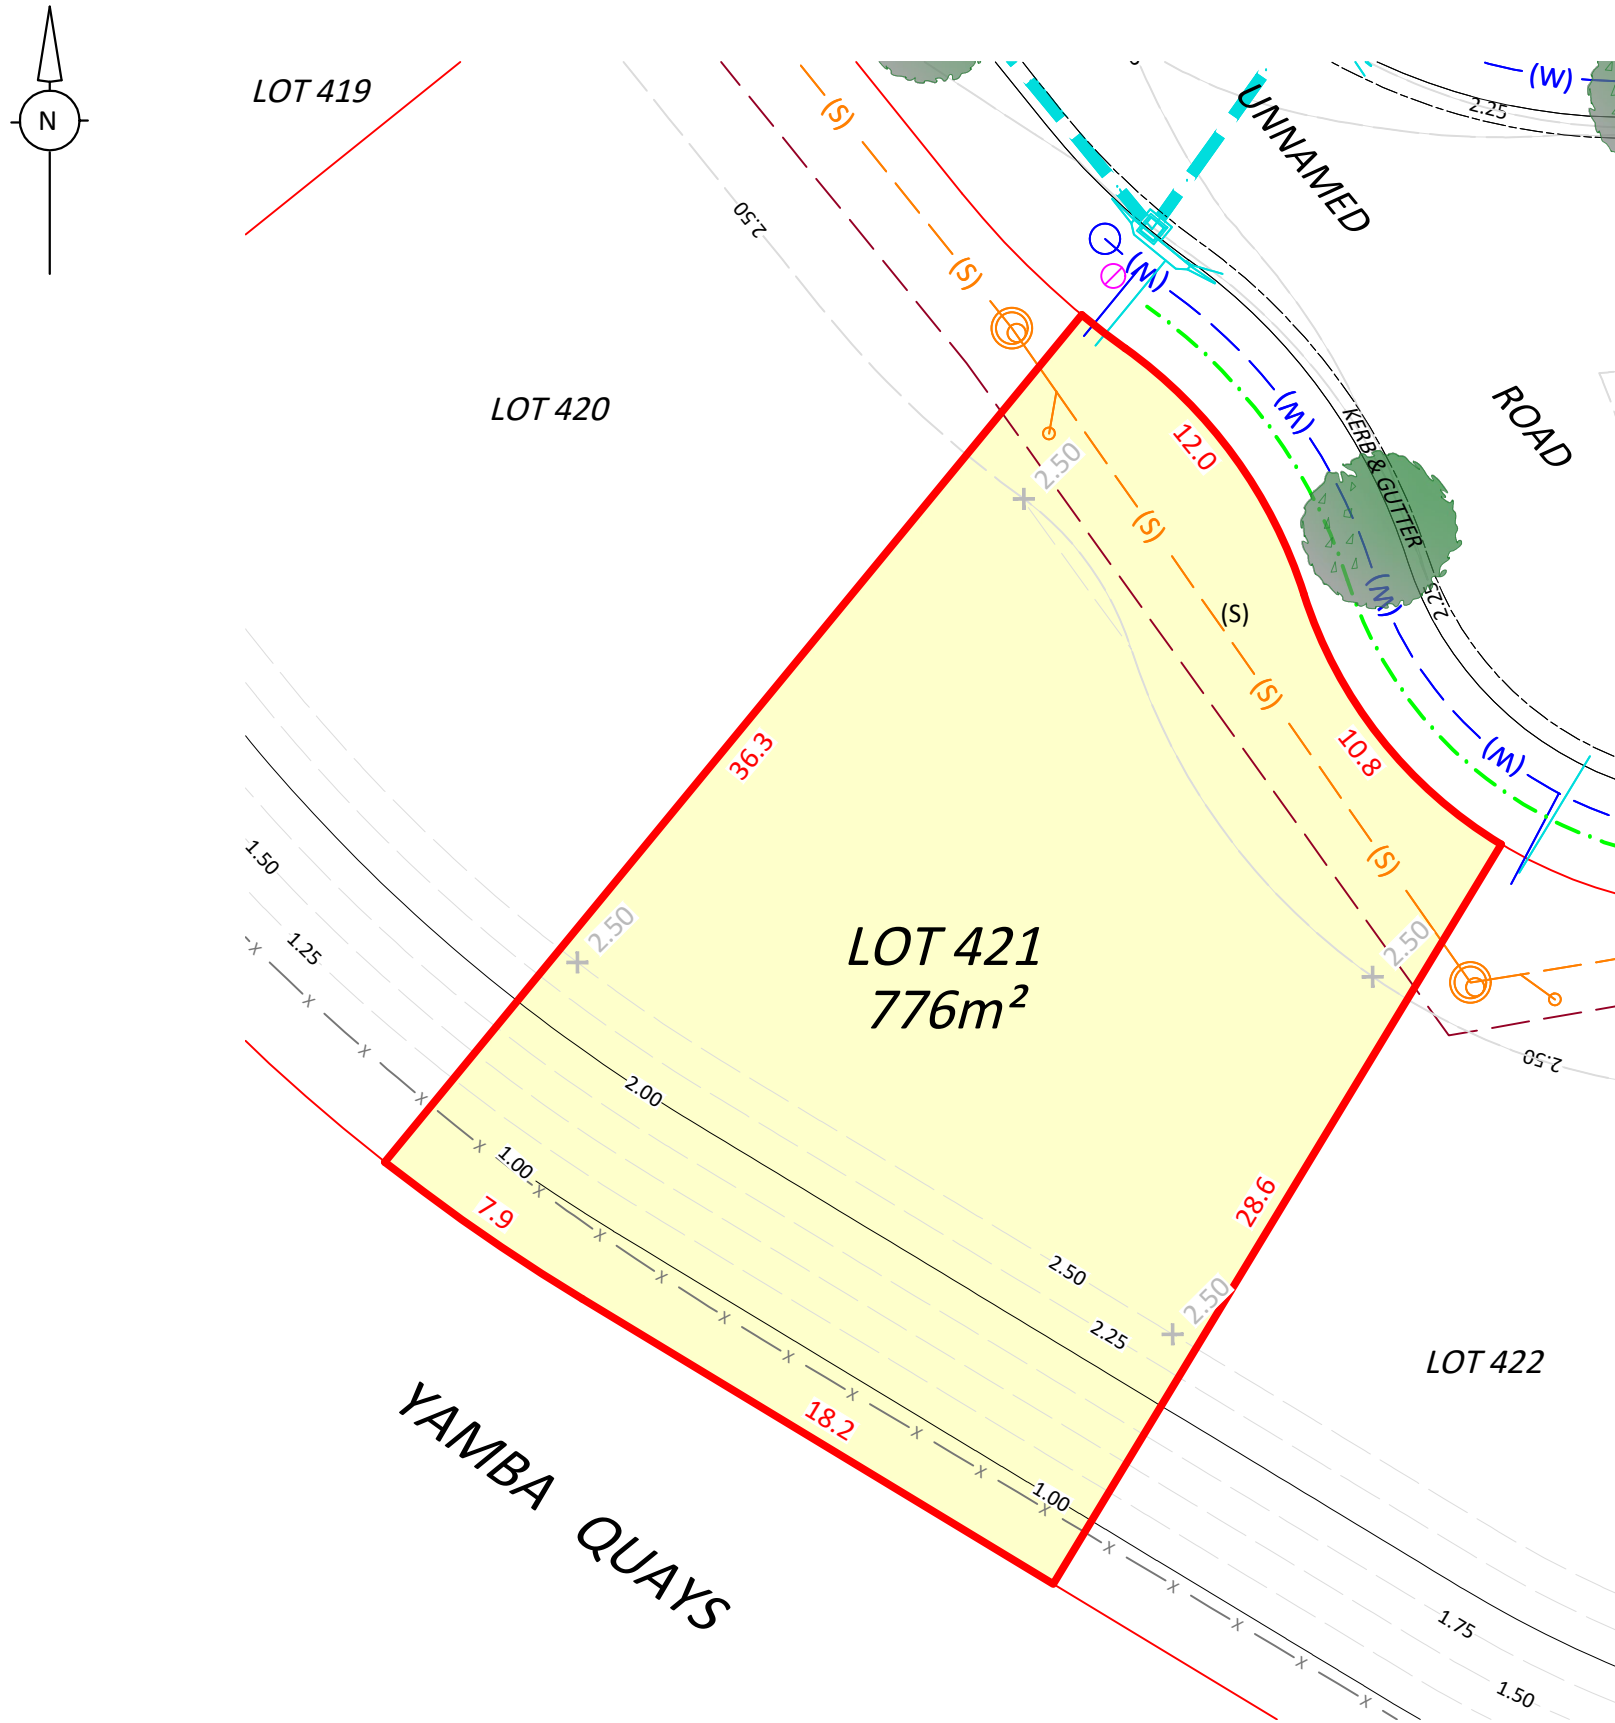 N
LOT 419
(S)
UNNAMED
(W)
2.25
2.50
(S)
(W)
LOT 420
ROAD
12.0
(W)
KERB & GUTTER
2.50
(S)
(S)
(W)
2.25
(S)
36.3
10.8
(W)
1.50
(S)
1.25
2.50
LOT 421
776m²
2.50
2.50
2.00
1.00
7.9
28.6
2.50
2.50
2.25
LOT 422
18.2
1.00
YAMBA QUAYS
1.75
1.50